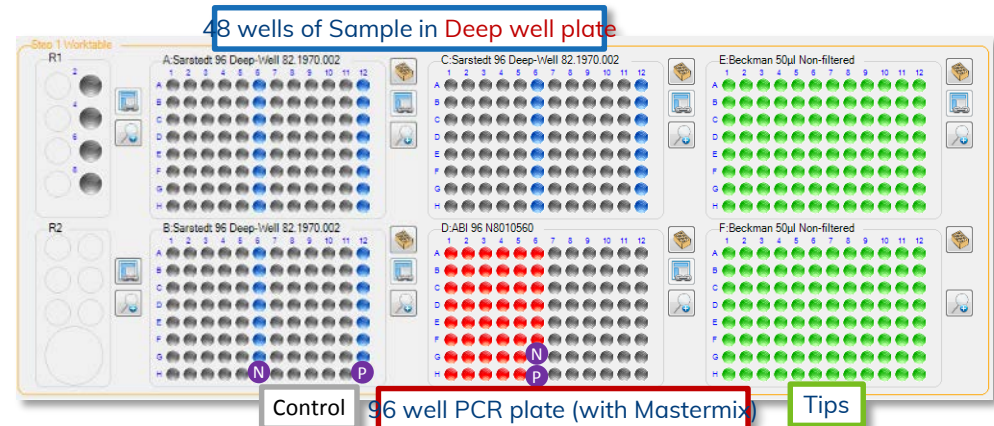 48 wells of Sample in Deep well plate
Step 1 Worktable
R1
2
4
6
8
A:Sarstedt 96 Deep-Well 82.1970.002
1 2 3 4 5 6 7 8 9 10 11 12
A
B
C
D
E
F
G
H
C:Sarstedt 96 Deep-Well 82.1970.002
1 2 3 4 5 6 7 8 9 10 11 12
A
B
C
D
E
F
G
H
E:Beckman 50µl Non-filtered
1 2 3 4 5 6 7 8 9 10 11 12
A
B
C
D
E
F
G
H
R2
B:Sarstedt 96 Deep-Well 82.1970.002
1 2 3 4 5 6 7 8 9 10 11 12
A
B
C
D
E
F
G
H
N P
D:ABI 96 N8010560
1 2 3 4 5 6 7 8 9 10 11 12
A
B
C
D
E
F
G
H
N
P
F:Beckman 50µl Non-filtered
1 2 3 4 5 6 7 8 9 10 11 12
A
B
C
D
E
F
G
H
Control
96 well PCR plate (with Mastermix)
Tips